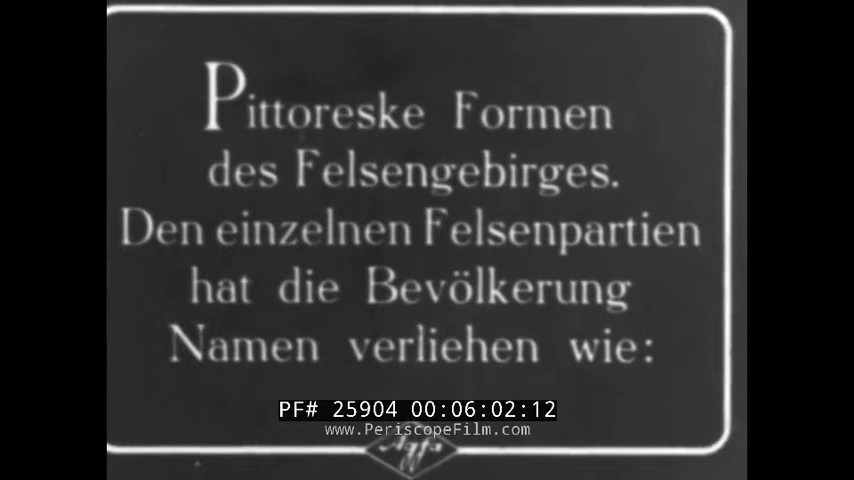 Pittoreske Formen
des Felsengebirges.
Den einzelnen Felsenpartien
hat die Bevölkerung
Namen verliehen wie:
PF# 25904 00:06:02:12
www.PeriscopeFilm.com
Agfa